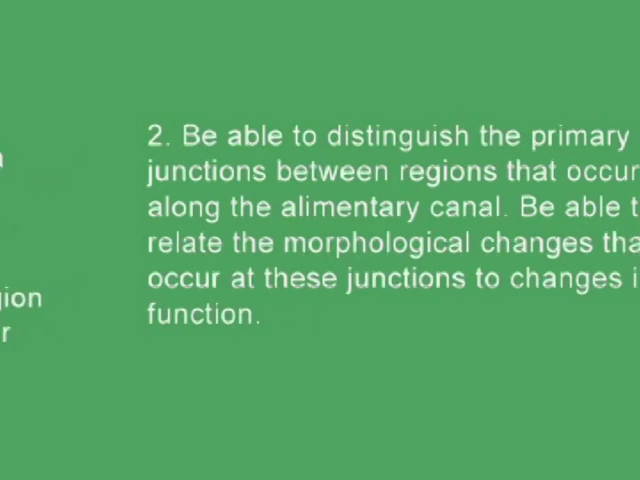 2. Be able to distinguish the primary
junctions between regions that occur
along the alimentary canal. Be able
relate the morphological changes
occur at these junctions to changes
function.
r